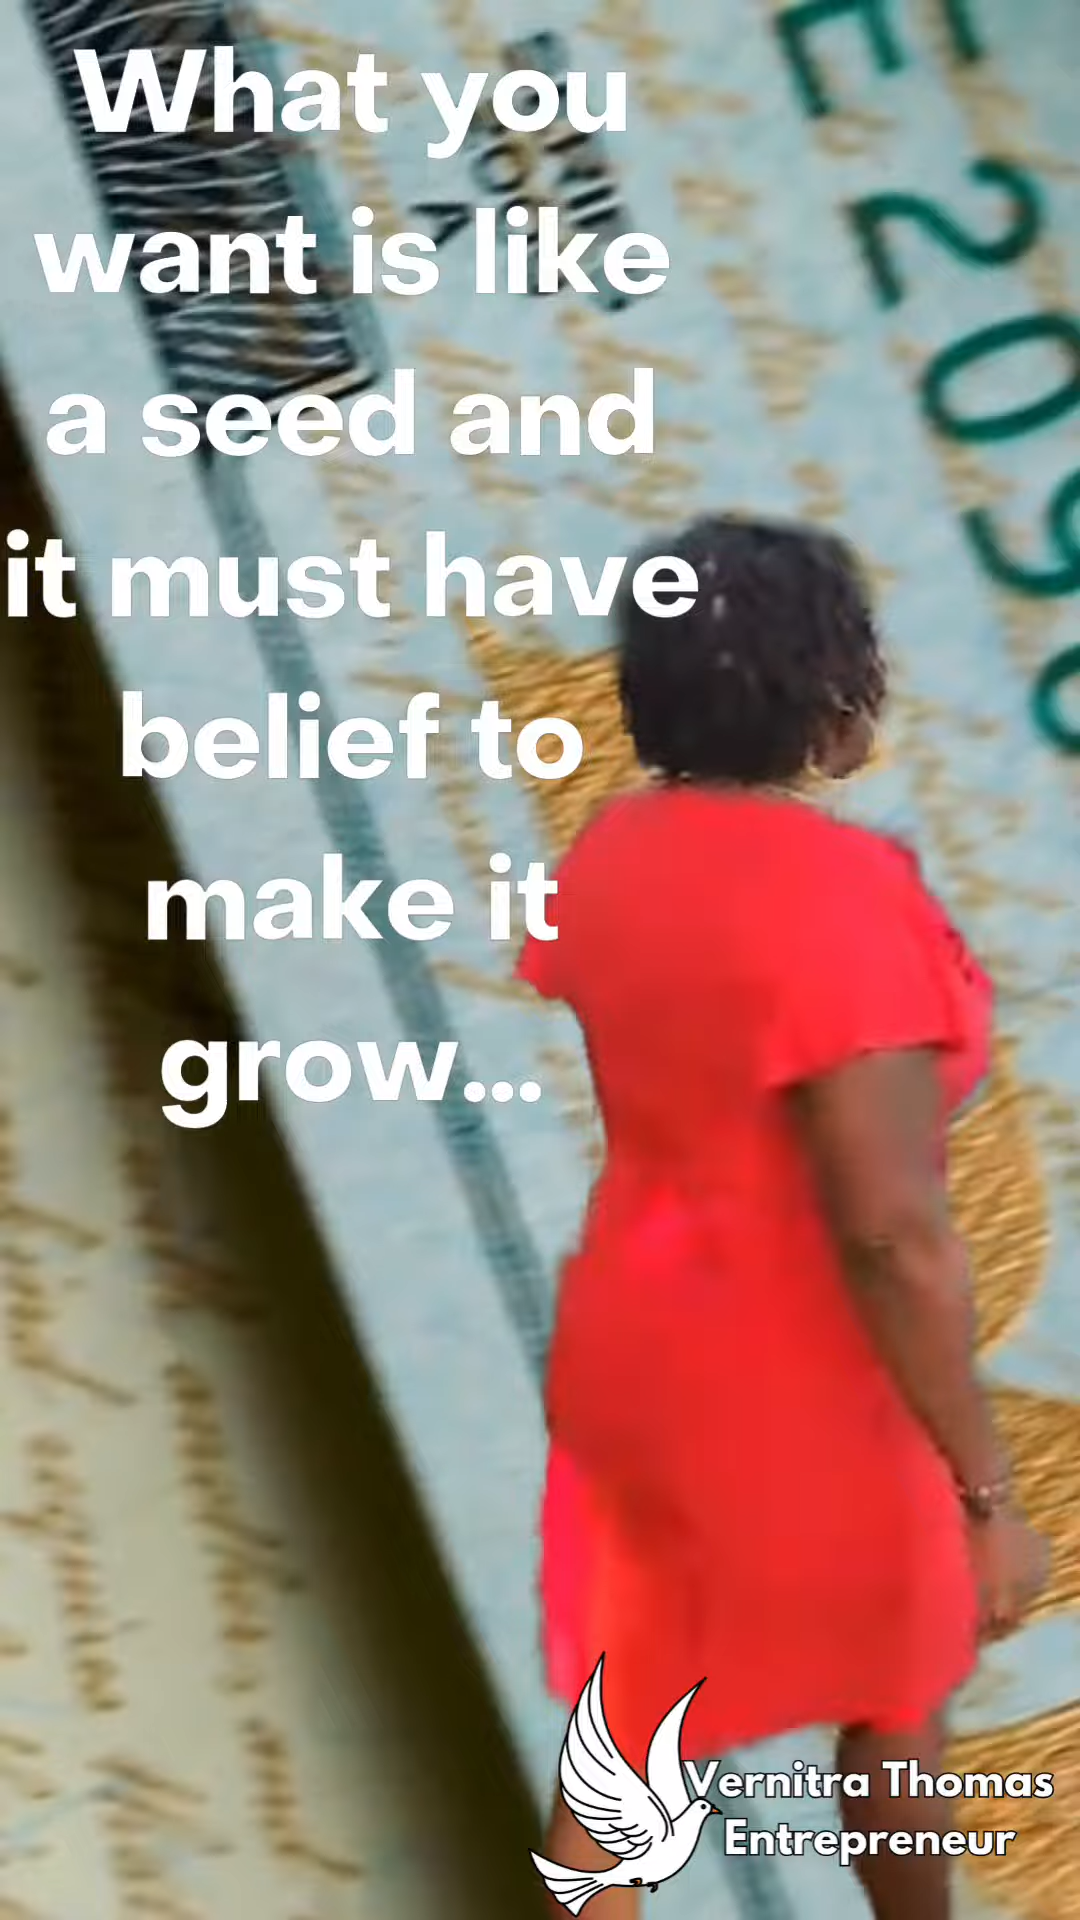 What you
want is like
a seed and
it must have
belief to
make it
grow...
Vernitra Thomas
Entrepreneur